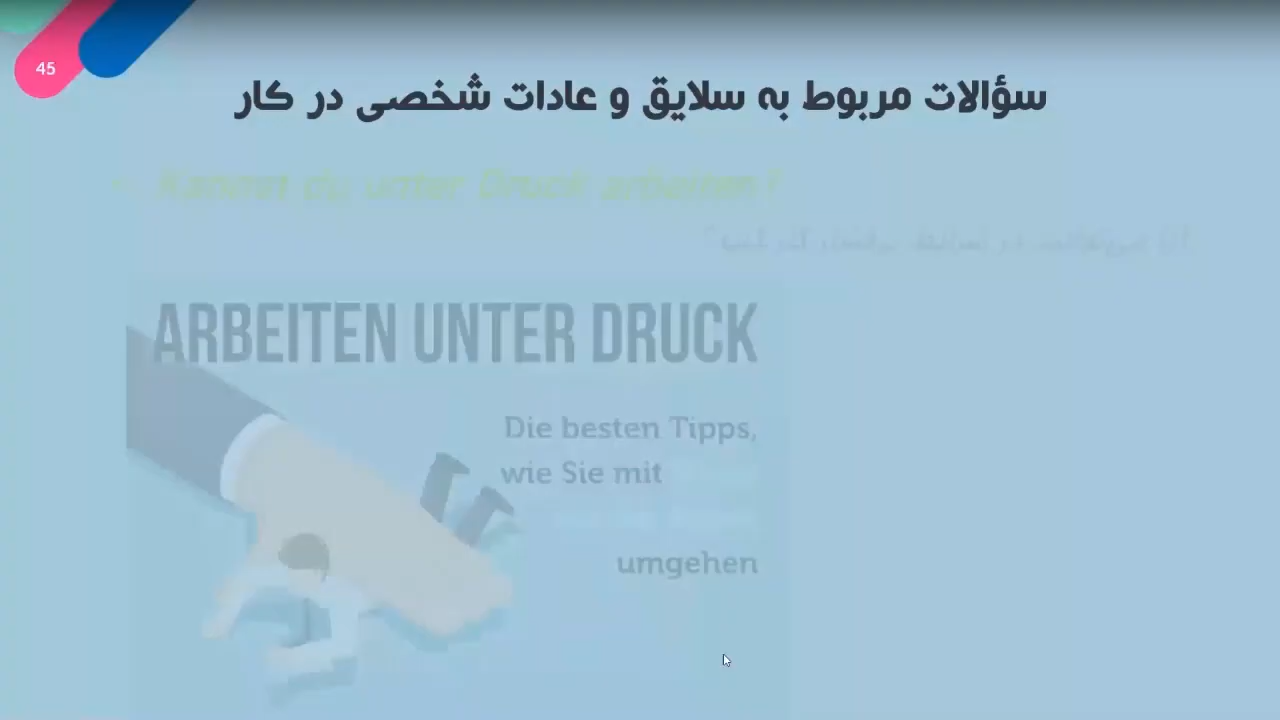 45
سؤالات مربوط به سلایق و عادات شخصی در کار
Kannst du unter Druck arbeiten?
ARBEITEN UNTER DRUCK
Die besten Tipps,
wie Sie mit
umgehen